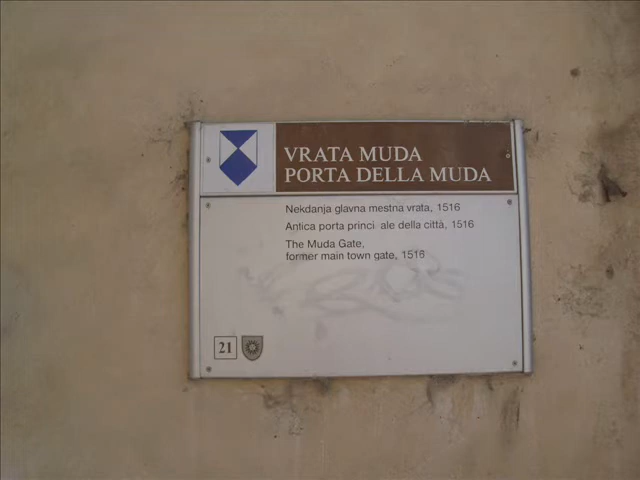 VRATA MUDA
PORTA DELLA MUDA
Nekdanja glavna mestna vrata, 1516
Antica porta princi ale della città, 1516
The Muda Gate,
former main town gate, 1516
21